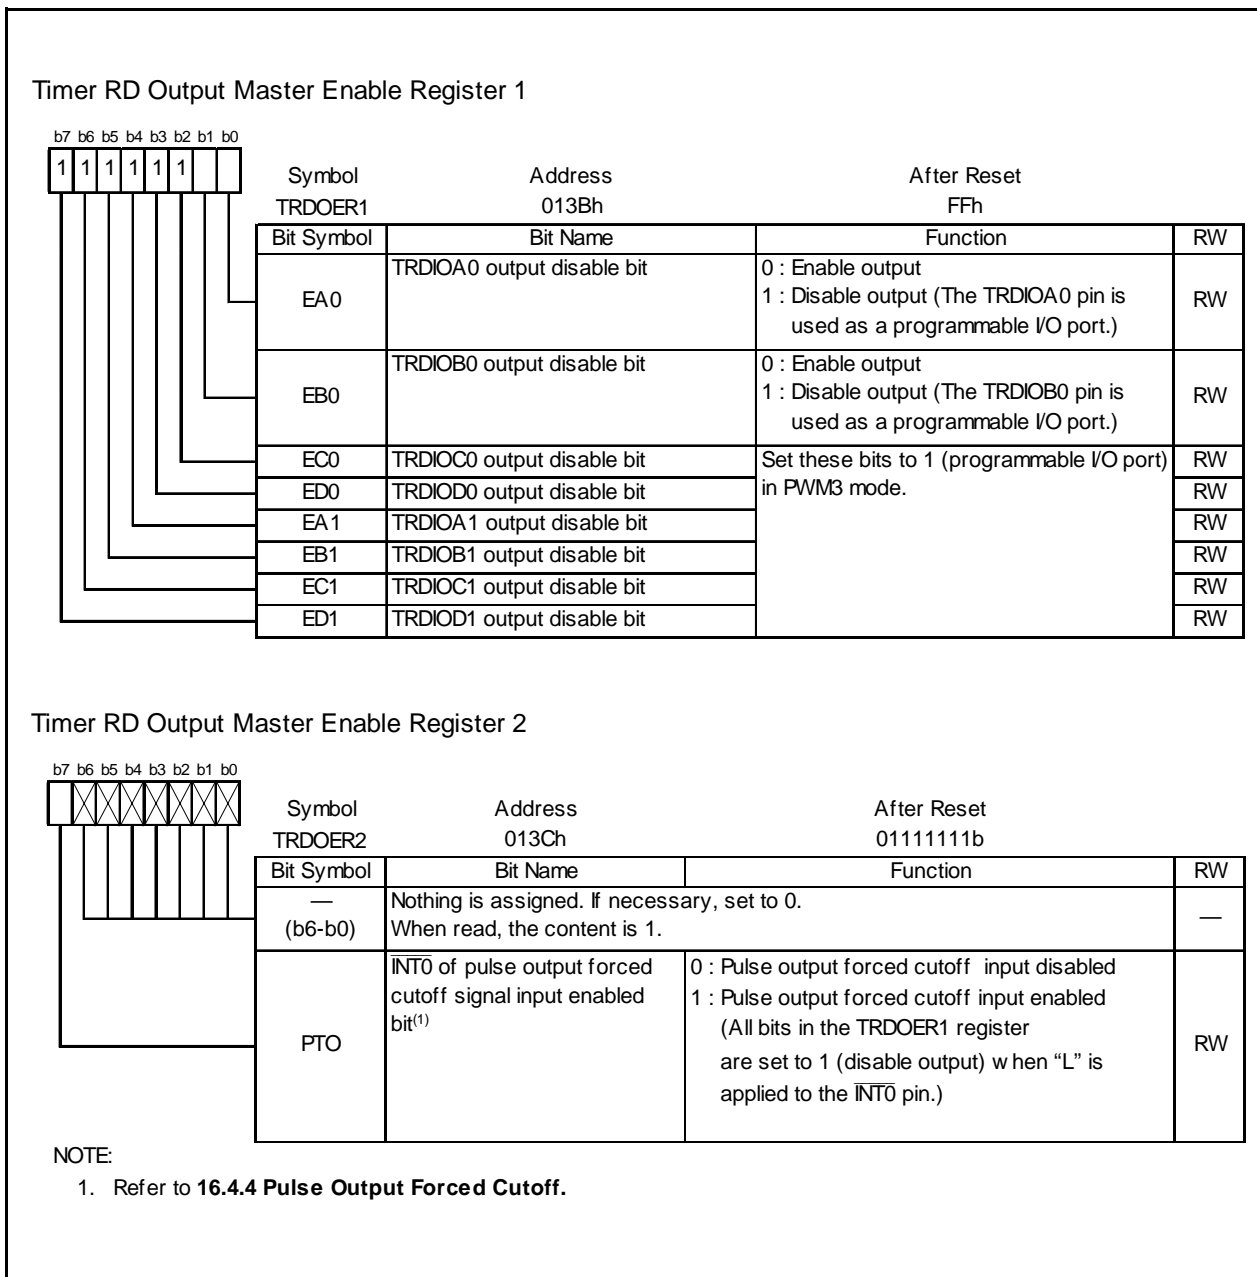 Timer RD Output Master Enable Register 1
b7 b6 b5 b4 b3 b2 b1 b0
1 1 1 1 1 1
Symbol Address After Reset
TRDOER1 013Bh FFh
Bit Symbol Bit Name Function RW
EA0 TRDIOA0 output disable bit 0 : Enable output
1 : Disable output (The TRDIOA0 pin is
used as a programmable I/O port.) RW
EB0 TRDIOB0 output disable bit 0 : Enable output
1 : Disable output (The TRDIOB0 pin is
used as a programmable I/O port.) RW
EC0 TRDIOC0 output disable bit Set these bits to 1 (programmable I/O port) RW
ED0 TRDIOD0 output disable bit in PWM3 mode. RW
EA1 TRDIOA1 output disable bit RW
EB1 TRDIOB1 output disable bit RW
EC1 TRDIOC1 output disable bit RW
ED1 TRDIOD1 output disable bit RW
Timer RD Output Master Enable Register 2
b7 b6 b5 b4 b3 b2 b1 b0
Symbol Address After Reset
TRDOER2 013Ch 01111111b
Bit Symbol Bit Name Function RW
— Nothing is assigned. If necessary, set to 0. —
(b6-b0) When read, the content is 1.
INT0 of pulse output forced 0 : Pulse output forced cutoff input disabled
cutoff signal input enabled 1 : Pulse output forced cutoff input enabled
bit(1) (All bits in the TRDOER1 register
PTO are set to 1 (disable output) when “L” is RW
applied to the INT0 pin.)
NOTE:
1. Refer to 16.4.4 Pulse Output Forced Cutoff.